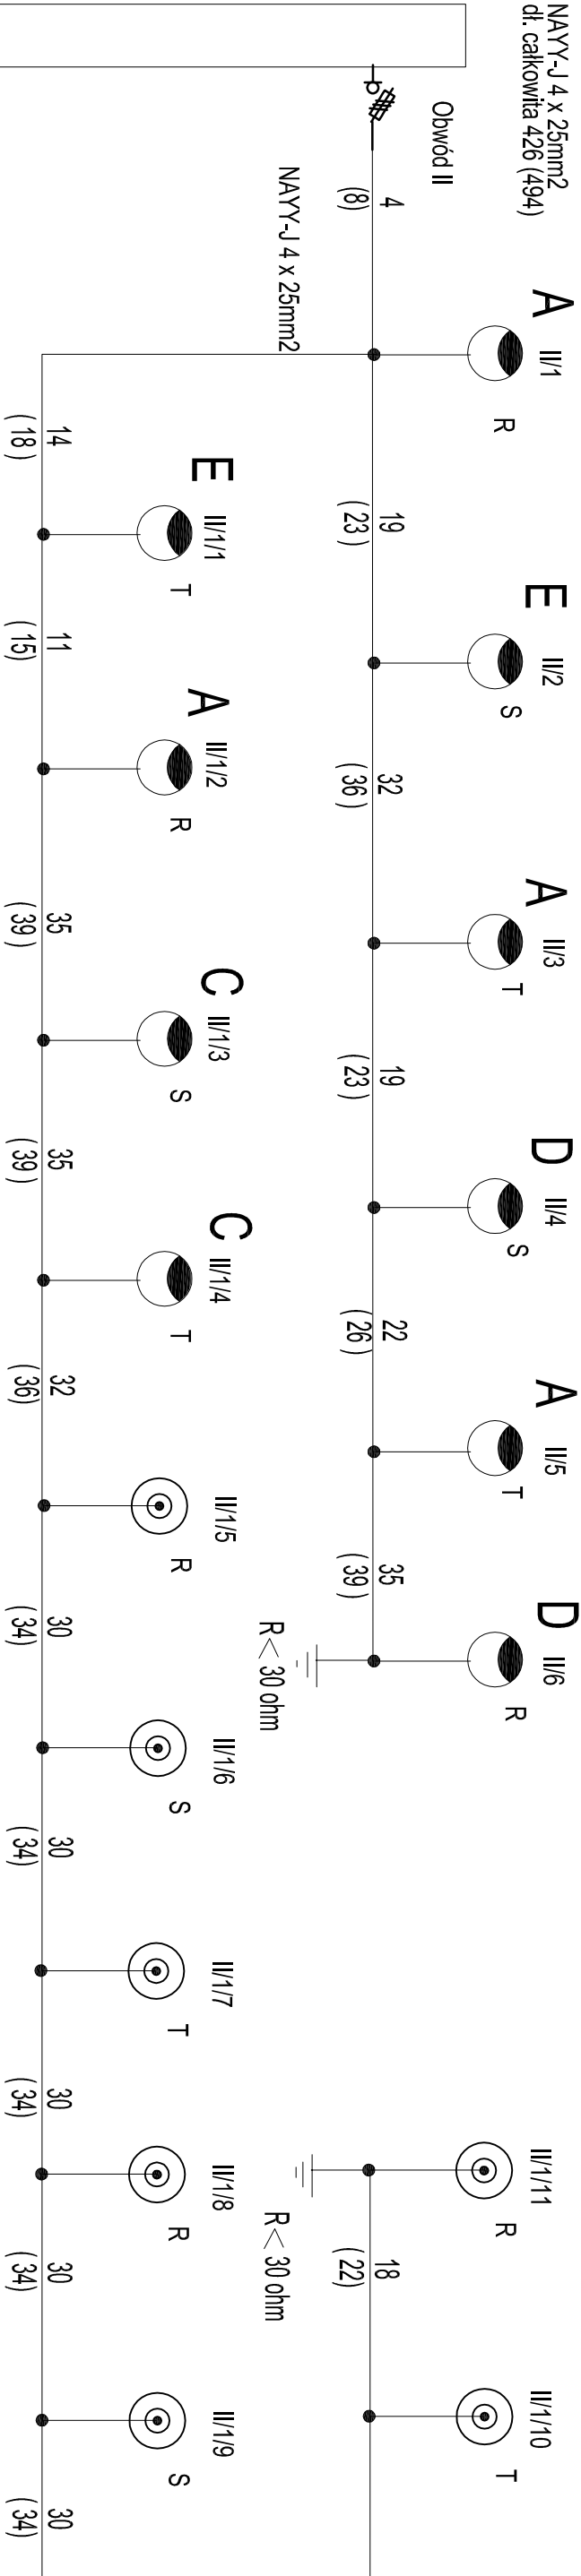 NAYY-J 4 x 25mm2
dł. całkowita 426 (494)
Obwód II
4
(8)
NAYY-J 4 x 25mm2
A
II/1
R
19
(23)
E
II/2
S
32
(36)
A
II/3
T
19
(23)
D
II/4
S
22
(26)
A
II/5
T
35
(39)
D
II/6
R
R< 30 ohm
14
(18)
E
II/1/1
T
11
(15)
A
II/1/2
R
35
(39)
C
II/1/3
S
35
(39)
C
II/1/4
T
32
(36)
II/1/5
R
30
(34)
II/1/6
S
30
(34)
II/1/7
T
30
(34)
II/1/8
R
30
(34)
II/1/9
S
30
(34)
II/1/10
T
18
(22)
II/1/11
R
R< 30 ohm